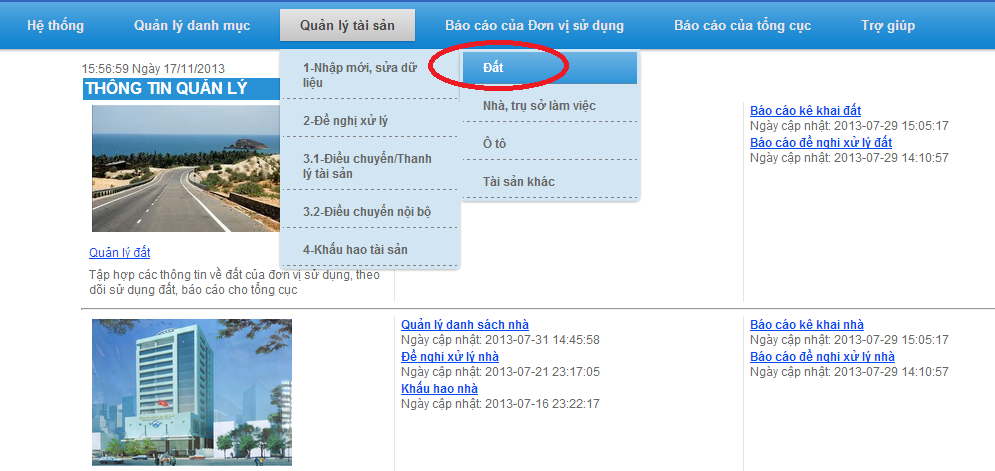 Hệ thống
Quản lý danh mục
Quản lý tài sản
Báo cáo của Đơn vị sử dụng
Báo cáo của tổng cục
Trợ giúp
1-Nhập mới, sửa dữ
liệu
2-Đề nghị xử lý
3.1-Điều chuyển/Thanh
lý tài sản
3.2-Điều chuyển nội bộ
4-Khấu hao tài sản
Đất
Nhà, trụ sở làm việc
Ô tô
Tài sản khác
15:56:59 Ngày 17/11/2013
THÔNG TIN QUẢN LÝ
Quản lý đất
Tập hợp các thông tin về đất của đơn vị sử dụng, theo
dõi sử dụng đất, báo cáo cho tổng cục
Báo cáo kê khai đất
Ngày cập nhật: 2013-07-29 15:05:17
Báo cáo đề nghị xử lý đất
Ngày cập nhật: 2013-07-29 14:10:57
Quản lý danh sách nhà
Ngày cập nhật: 2013-07-31 14:45:58
Đề nghị xử lý nhà
Ngày cập nhật: 2013-07-21 23:17:05
Khấu hao nhà
Ngày cập nhật: 2013-07-16 23:22:17
Báo cáo kê khai nhà
Ngày cập nhật: 2013-07-29 15:05:17
Báo cáo đề nghị xử lý nhà
Ngày cập nhật: 2013-07-29 14:10:57